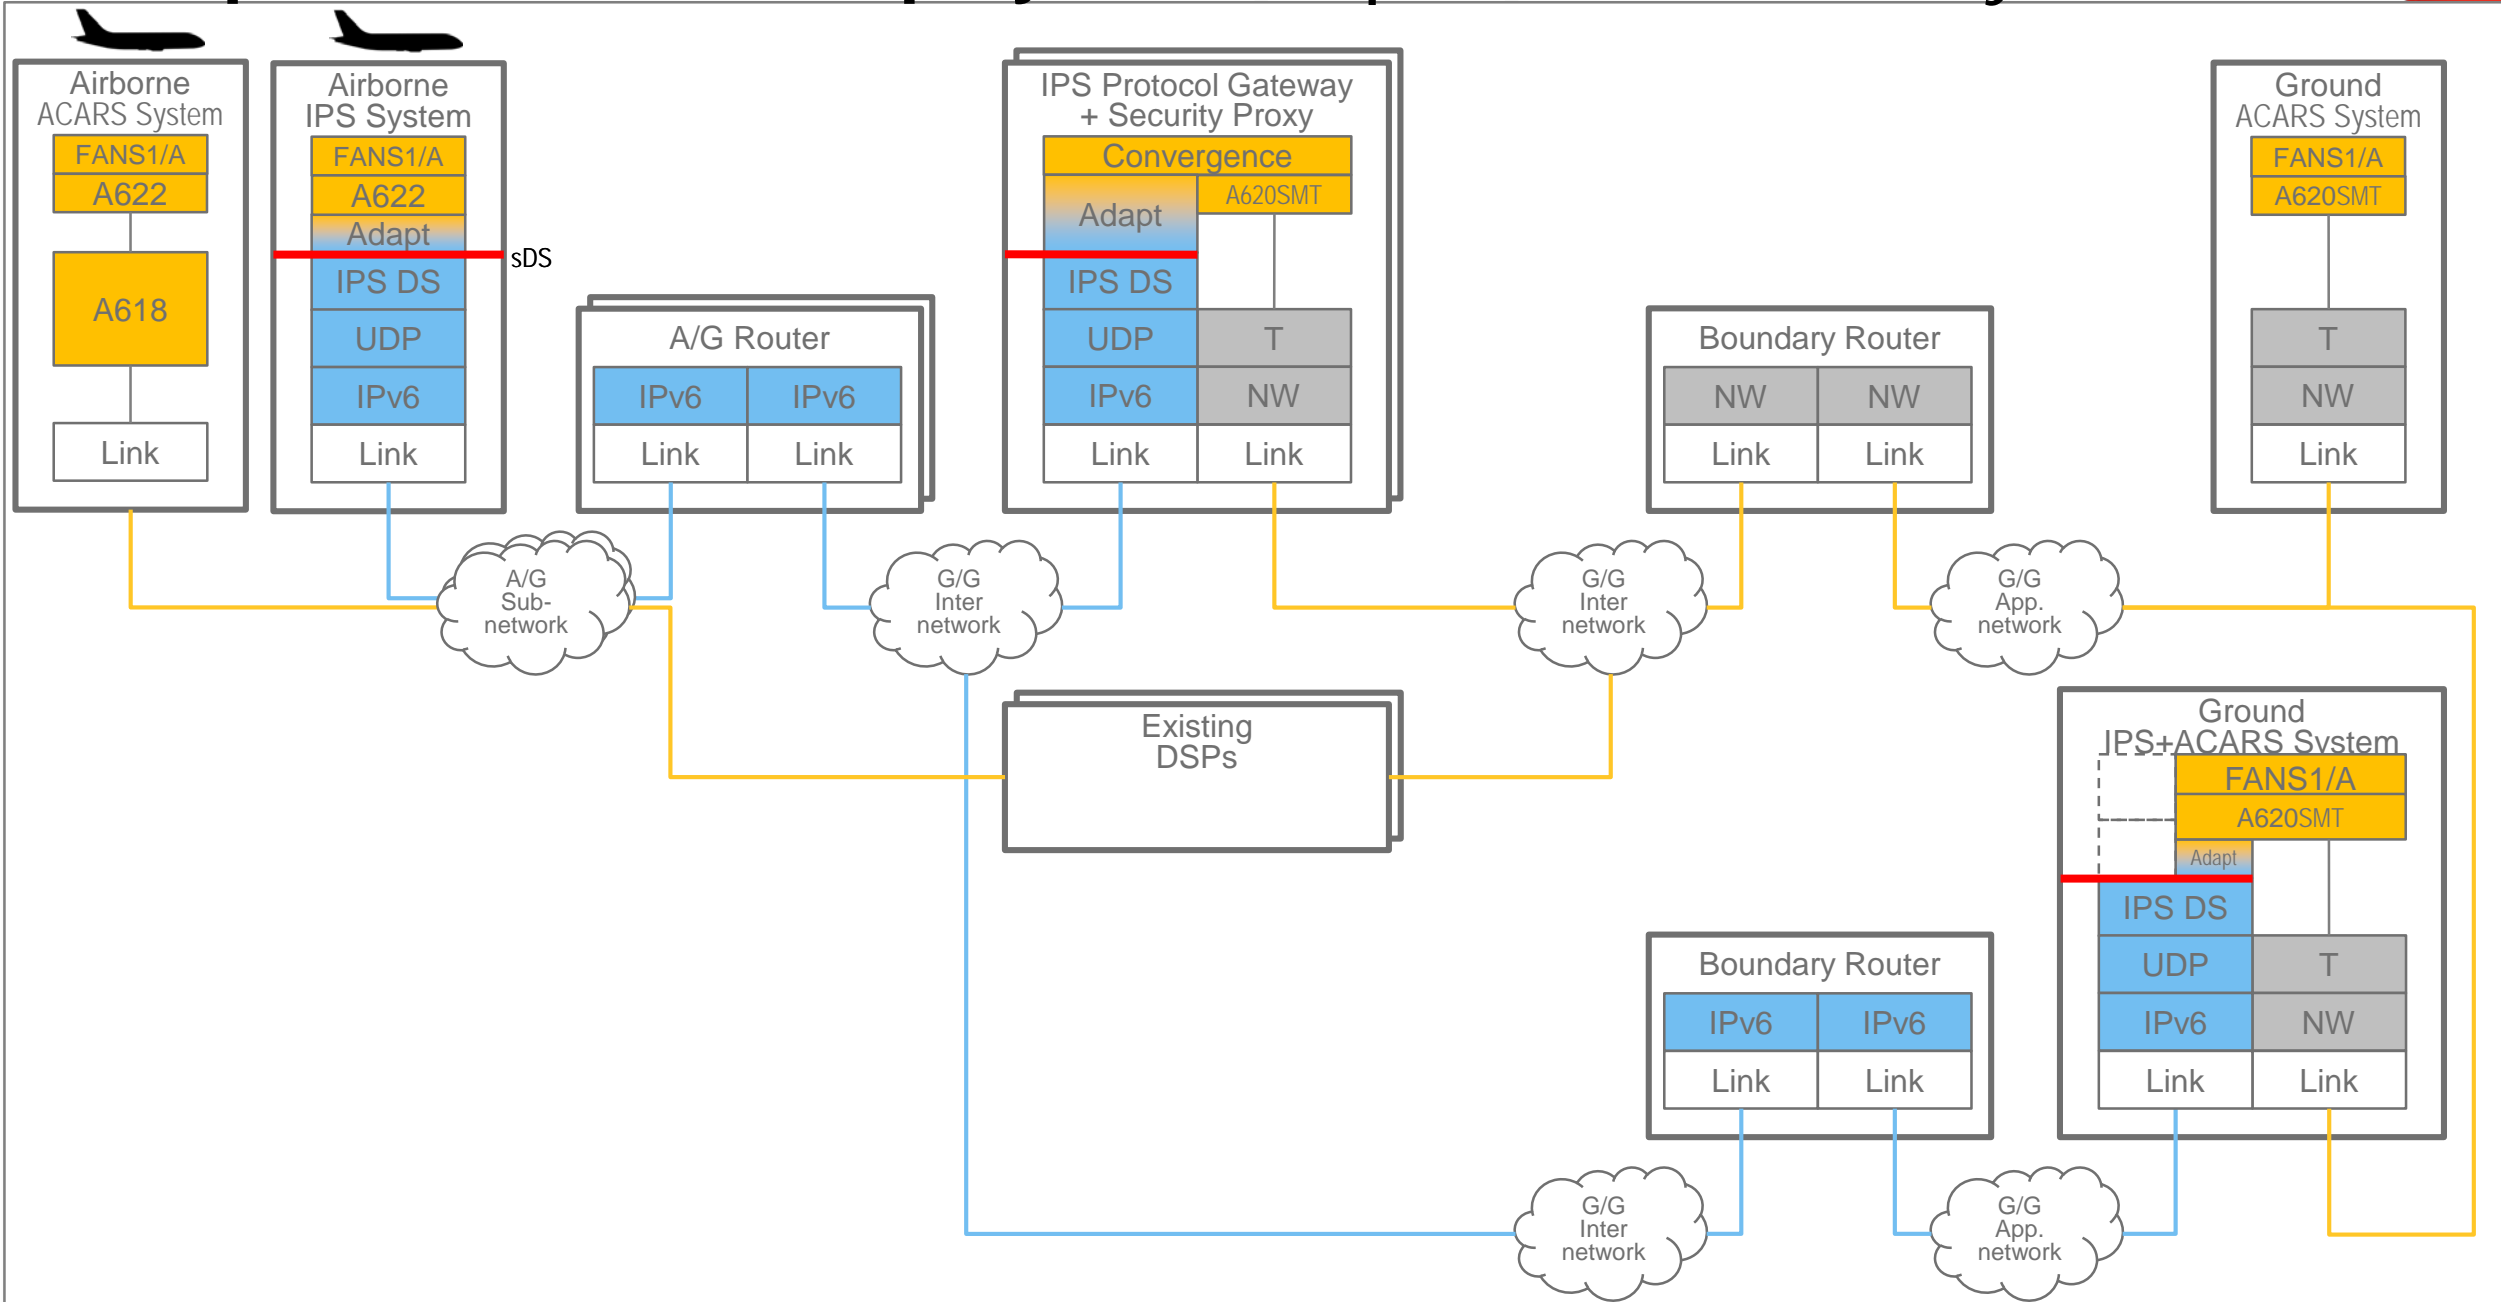 Airborne
ACARS System
FANS1/A
A622
A618
Link
Airborne
IPS System
FANS1/A
A622
Adapt
sDS
IPS DS
UDP
IPv6
Link
A/G Router
IPv6 IPv6
Link Link
IPS Protocol Gateway
+ Security Proxy
Convergence
Adapt
A620SMT
IPS DS
UDP T
IPv6 NW
Link Link
Boundary Router
NW NW
Link Link
Ground
ACARS System
FANS1/A
A620SMT
T
NW
Link
A/G
Sub-
network
G/G
Inter
network
G/G
Inter
network
G/G
App.
network
Existing
DSPs
Ground
IPS+ACARS System
FANS1/A
A620SMT
Adapt
IPS DS
UDP T
IPv6 NW
Link Link
Boundary Router
IPv6 IPv6
Link Link
G/G
Inter
network
G/G
App.
network